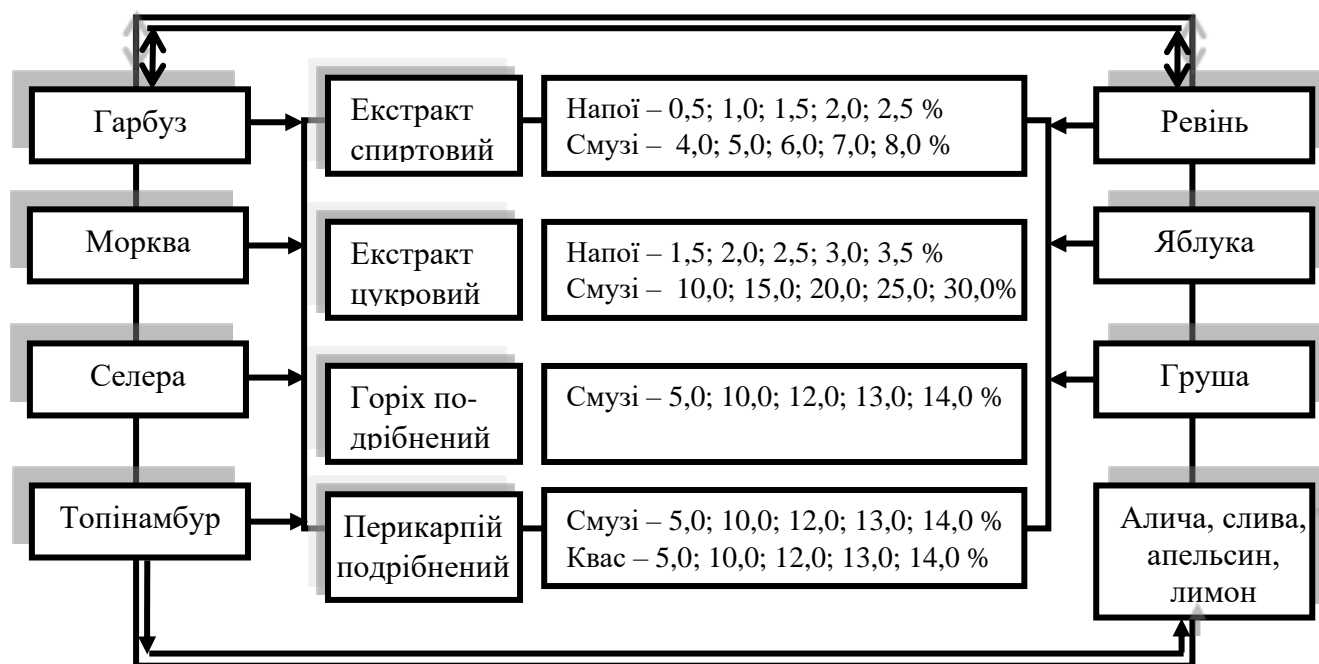 Гарбуз
Екстракт
спиртовий
Напої – 0,5; 1,0; 1,5; 2,0; 2,5 %
Смузі – 4,0; 5,0; 6,0; 7,0; 8,0 %
Ревінь
Морква
Екстракт
цукровий
Напої – 1,5; 2,0; 2,5; 3,0; 3,5 %
Смузі – 10,0; 15,0; 20,0; 25,0; 30,0%
Яблука
Селера
Горіх по-
дрібнений
Смузі – 5,0; 10,0; 12,0; 13,0; 14,0 %
Груша
Топінамбур
Перикарпій
подрібнений
Смузі – 5,0; 10,0; 12,0; 13,0; 14,0 %
Квас – 5,0; 10,0; 12,0; 13,0; 14,0 %
Алича, слива,
апельсин,
лимон